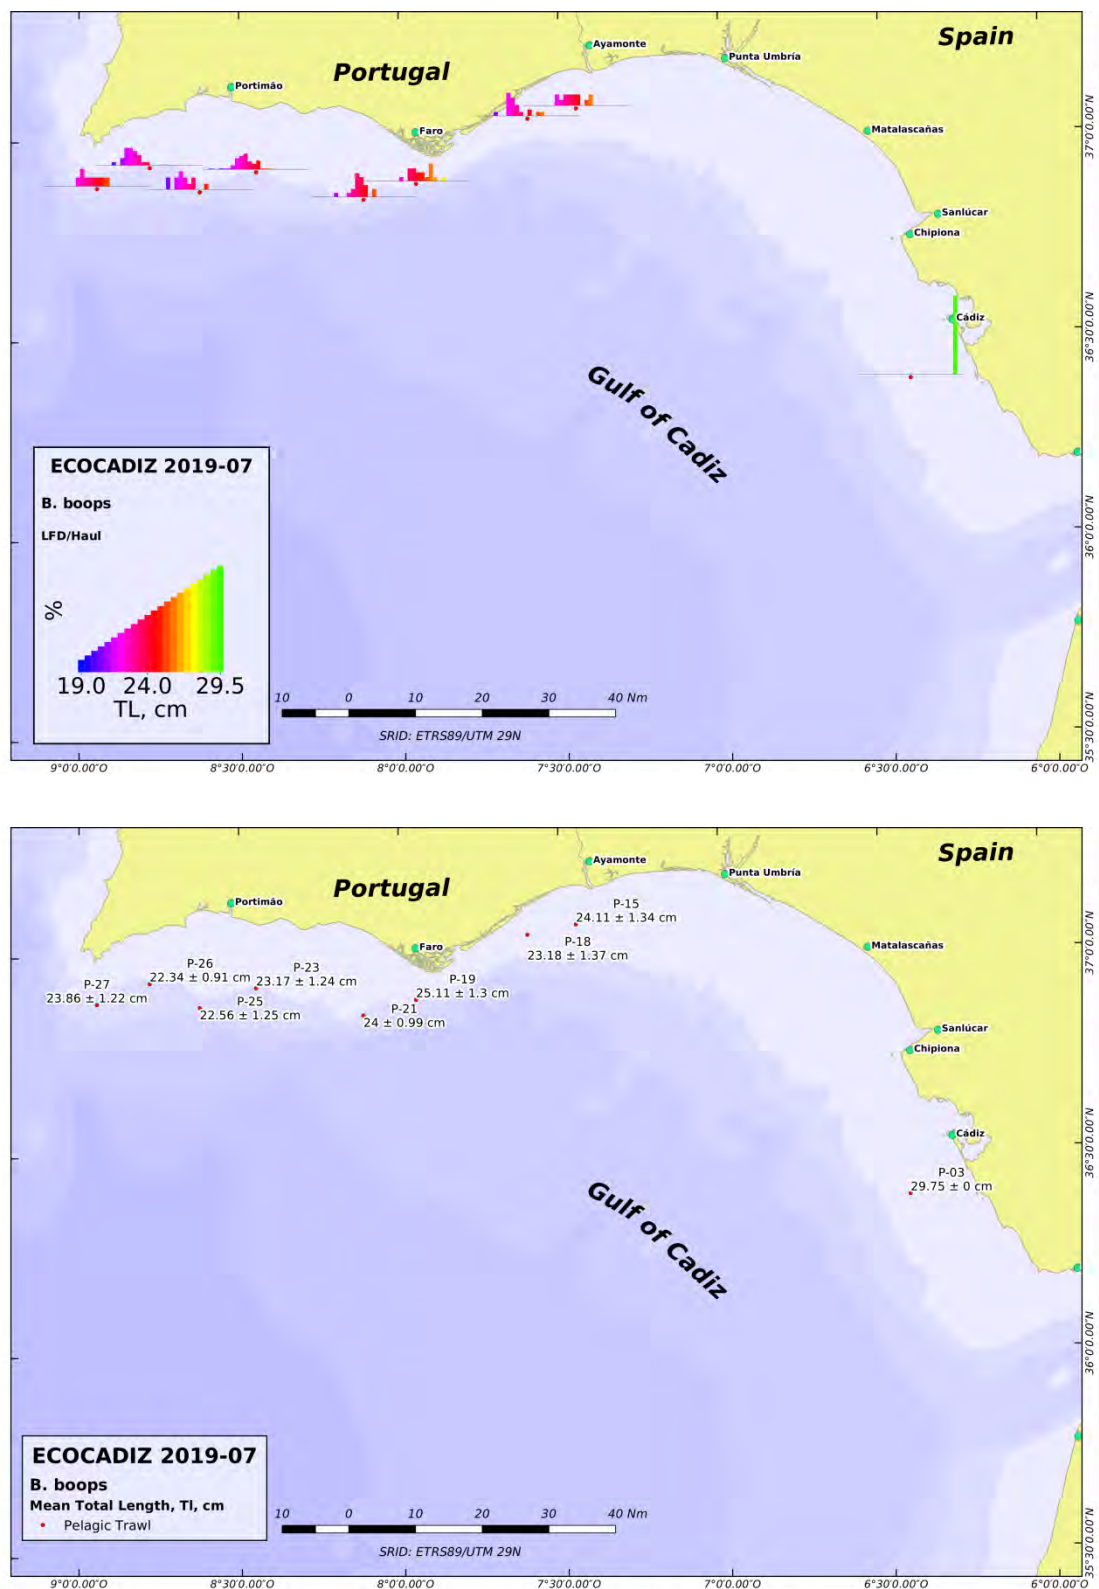 Spain
Portugal
Ayamonte
Punta Umbría
Portimão
Faro
Matalascañas
Sanlúcar
Chipiona
Cádiz
Gulf of Cadiz
37°0'0.00"N
36°30'0.00"N
36°0'0.00"N
35°30'0.00"N
ECOCADIZ 2019-07
B. boops
LFD/Haul
%
19.0 24.0 29.5
TL, cm
10 0 10 20 30 40 Nm
SRID: ETRS89/UTM 29N
9°0'0.00"O 8°30'0.00"O 8°0'0.00"O 7°30'0.00"O 7°0'0.00"O 6°30'0.00"O 6°0'0.00"O
Spain
Portugal
Ayamonte
Punta Umbría
Portimão
P-15
24.11 ± 1.34 cm
Faro
P-18
23.18 ± 1.37 cm
Matalascañas
P-26
22.34 ± 0.91 cm
P-23
23.17 ± 1.24 cm
P-27
23.86 ± 1.22 cm
P-19
25.11 ± 1.3 cm
P-25
22.56 ± 1.25 cm
P-21
24 ± 0.99 cm
Sanlúcar
Chipiona
Cádiz
P-03
29.75 ± 0 cm
Gulf of Cadiz
37°0'0.00"N
36°30'0.00"N
36°0'0.00"N
35°30'0.00"N
ECOCADIZ 2019-07
B. boops
Mean Total Length, Tl, cm
Pelagic Trawl
10 0 10 20 30 40 Nm
SRID: ETRS89/UTM 29N
9°0'0.00"O 8°30'0.00"O 8°0'0.00"O 7°30'0.00"O 7°0'0.00"O 6°30'0.00"O 6°0'0.00"O